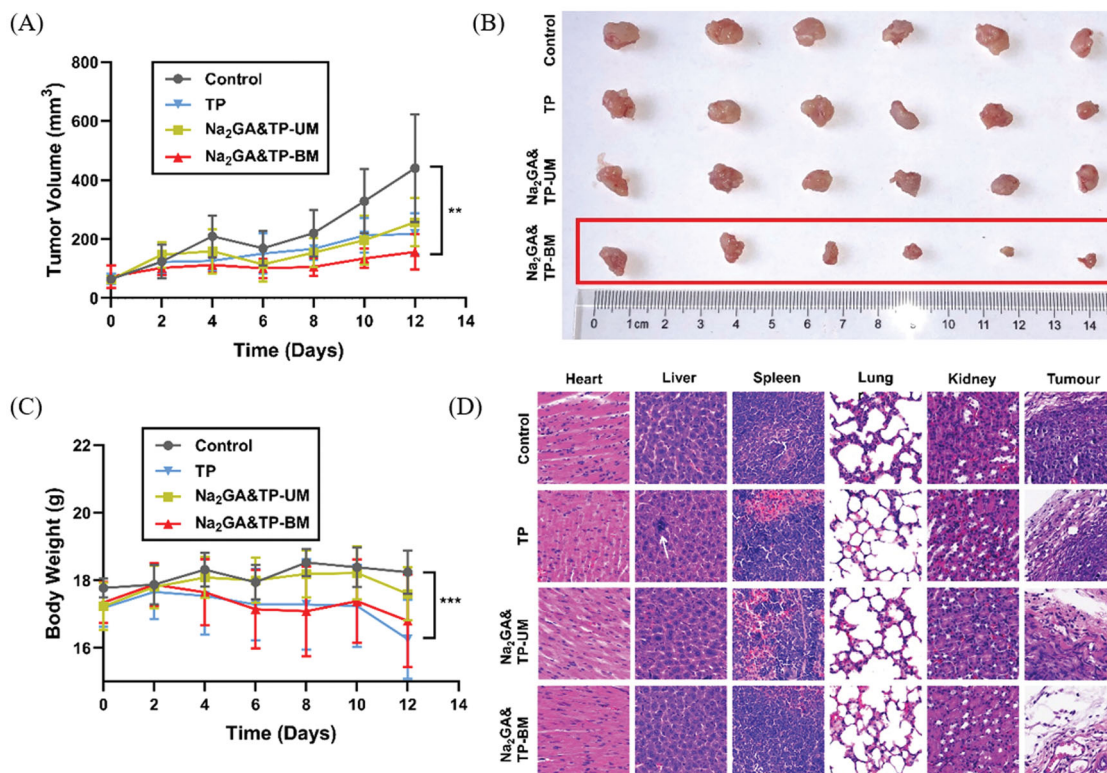 (A)
800
600
400
200
0
Tumor Volume (mm³)
Control
TP
Na₂GA&TP-UM
Na₂GA&TP-BM
**
0 2 4 6 8 10 12 14
Time (Days)
(B)
Control
TP
Na₂GA&
TP-UM
Na₂GA&
TP-BM
0 1cm 2 3 4 5 6 7 8 9 10 11 12 13 14
(C)
22
20
18
16
Body Weight (g)
Control
TP
Na₂GA&TP-UM
Na₂GA&TP-BM
***
0 2 4 6 8 10 12 14
Time (Days)
(D)
Heart Liver Spleen Lung Kidney Tumour
Control
TP
Na₂GA&
TP-UM
Na₂GA&
TP-BM